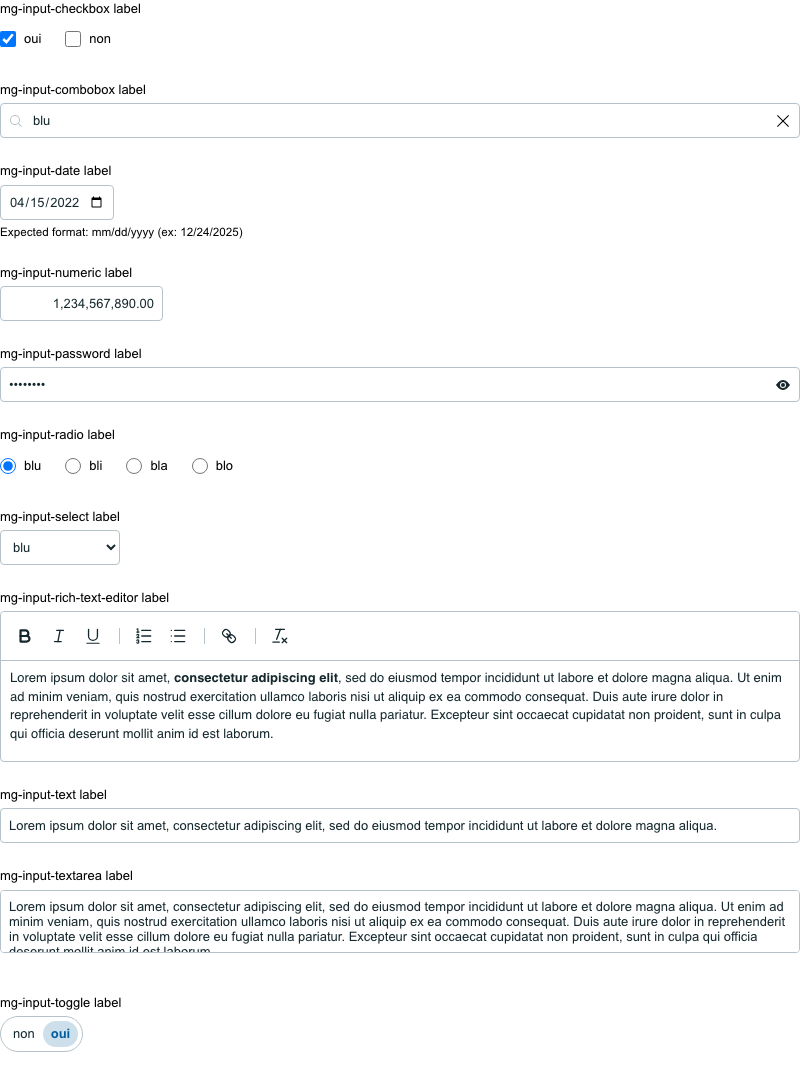 mg-input-checkbox label
oui non
mg-input-combobox label
blu
mg-input-date label
04/15/2022
Expected format: mm/dd/yyyy (ex: 12/24/2025)
mg-input-numeric label
1,234,567,890.00
mg-input-password label
••••••••
mg-input-radio label
blu bli bla blo
mg-input-select label
blu
mg-input-rich-text-editor label
B I U
Lorem ipsum dolor sit amet, consectetur adipiscing elit, sed do eiusmod tempor incididunt ut labore et dolore magna aliqua. Ut enim
ad minim veniam, quis nostrud exercitation ullamco laboris nisi ut aliquip ex ea commodo consequat. Duis aute irure dolor in
reprehenderit in voluptate velit esse cillum dolore eu fugiat nulla pariatur. Excepteur sint occaecat cupidatat non proident, sunt in culpa
qui officia deserunt mollit anim id est laborum.
mg-input-text label
Lorem ipsum dolor sit amet, consectetur adipiscing elit, sed do eiusmod tempor incididunt ut labore et dolore magna aliqua.
mg-input-textarea label
Lorem ipsum dolor sit amet, consectetur adipiscing elit, sed do eiusmod tempor incididunt ut labore et dolore magna aliqua. Ut enim ad
minim veniam, quis nostrud exercitation ullamco laboris nisi ut aliquip ex ea commodo consequat. Duis aute irure dolor in reprehenderit
in voluptate velit esse cillum dolore eu fugiat nulla pariatur. Excepteur sint occaecat cupidatat non proident, sunt in culpa qui officia
deserunt mollit anim id est laborum.
mg-input-toggle label
non oui